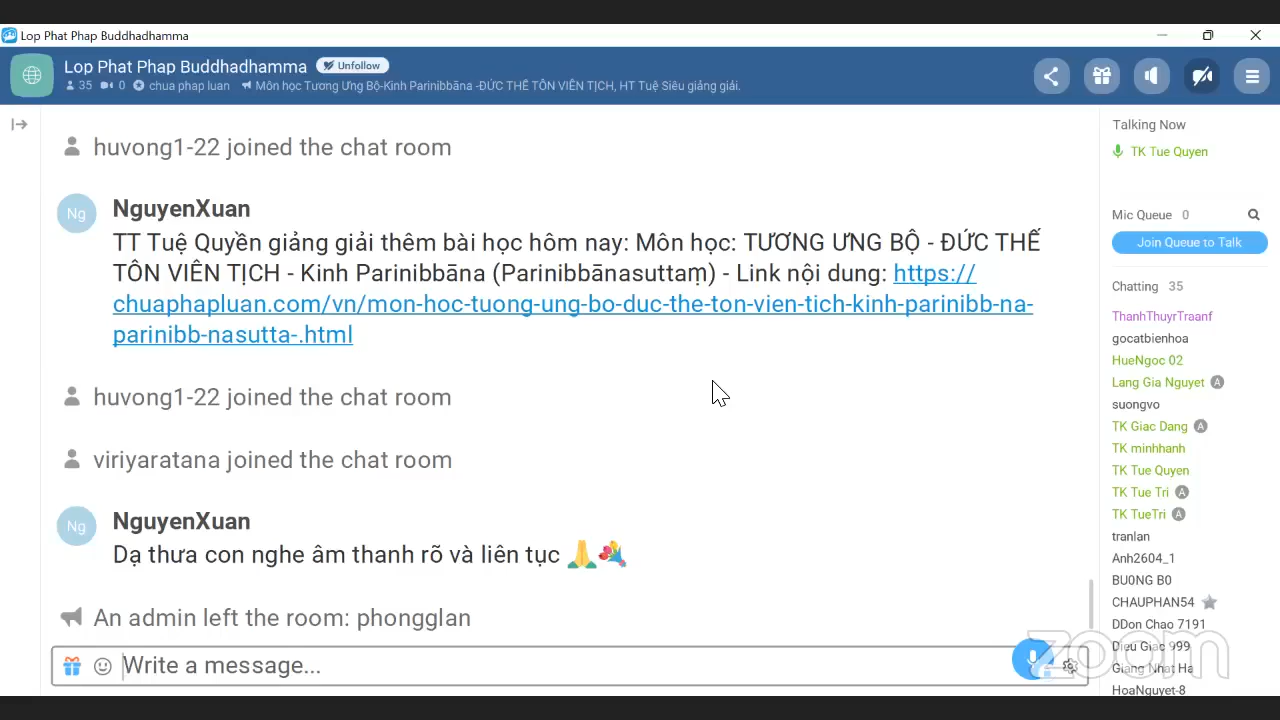 Lop Phat Phap Buddhadhamma
Lop Phat Phap Buddhadhamma Unfollow
35 0 chua phap luan Môn học Tương Ưng Bộ-Kinh Parinibbāna -ĐỨC THẾ TÔN VIÊN TỊCH, HT Tuệ Siêu giảng giải.
huvong1-22 joined the chat room
Ng NguyenXuan
TT Tuệ Quyền giảng giải thêm bài học hôm nay: Môn học: TƯƠNG ƯNG BỘ - ĐỨC THẾ
TÔN VIÊN TỊCH - Kinh Parinibbāna (Parinibbānasuttaṃ) - Link nội dung: https://
chuaphapluan.com/vn/mon-hoc-tuong-ung-bo-duc-the-ton-vien-tich-kinh-parinibb-na-
parinibb-nasutta-.html
huvong1-22 joined the chat room
viriyaratana joined the chat room
Ng NguyenXuan
Dạ thưa con nghe âm thanh rõ và liên tục
An admin left the room: phongglan
Write a message...
Talking Now
TK Tue Quyen
Mic Queue 0
Join Queue to Talk
Chatting 35
ThanhThuyrTraanf
gocatbienhoa
HueNgoc 02
Lang Gia Nguyet A
suongvo
TK Giac Dang A
TK minhhanh
TK Tue Quyen
TK Tue Tri A
TK TueTri A
tranlan
Anh2604_1
BU0NG B0
CHAUPHAN54
DDon Chao 7191
Dieu Giac 999
Giang Nhat Ha
HoaNguyet-8
zoom